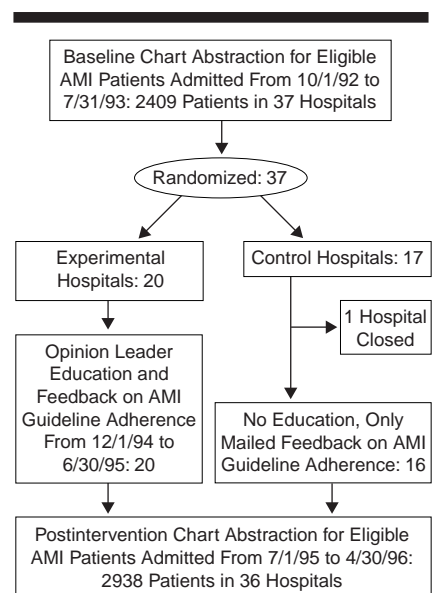 Baseline Chart Abstraction for Eligible
AMI Patients Admitted From 10/1/92 to
7/31/93: 2409 Patients in 37 Hospitals
Randomized: 37
Experimental
Hospitals: 20
Control Hospitals: 17
1 Hospital
Closed
Opinion Leader
Education and
Feedback on AMI
Guideline Adherence
From 12/1/94 to
6/30/95: 20
No Education, Only
Mailed Feedback on AMI
Guideline Adherence: 16
Postintervention Chart Abstraction for Eligible
AMI Patients Admitted From 7/1/95 to 4/30/96:
2938 Patients in 36 Hospitals